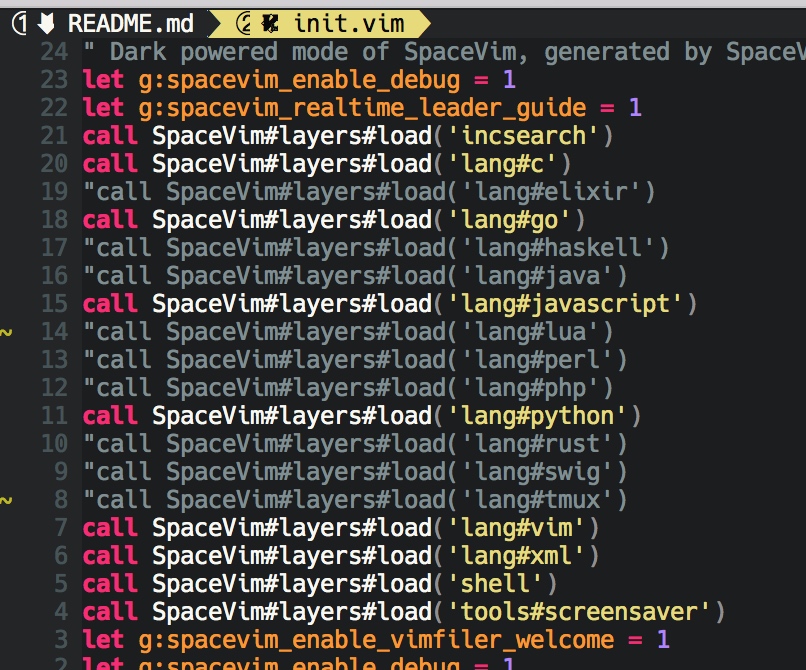 ① README.md ② init.vim
24 " Dark powered mode of SpaceVim, generated by SpaceV
23 let g:spacevim_enable_debug = 1
22 let g:spacevim_realtime_leader_guide = 1
21 call SpaceVim#layers#load('incsearch')
20 call SpaceVim#layers#load('lang#c')
19 "call SpaceVim#layers#load('lang#elixir')
18 call SpaceVim#layers#load('lang#go')
17 "call SpaceVim#layers#load('lang#haskell')
16 "call SpaceVim#layers#load('lang#java')
15 call SpaceVim#layers#load('lang#javascript')
~ 14 "call SpaceVim#layers#load('lang#lua')
13 "call SpaceVim#layers#load('lang#perl')
12 "call SpaceVim#layers#load('lang#php')
11 call SpaceVim#layers#load('lang#python')
10 "call SpaceVim#layers#load('lang#rust')
9 "call SpaceVim#layers#load('lang#swig')
~ 8 "call SpaceVim#layers#load('lang#tmux')
7 call SpaceVim#layers#load('lang#vim')
6 call SpaceVim#layers#load('lang#xml')
5 call SpaceVim#layers#load('shell')
4 call SpaceVim#layers#load('tools#screensaver')
3 let g:spacevim_enable_vimfiler_welcome = 1
2 let g:spacevim_enable_debug = 1